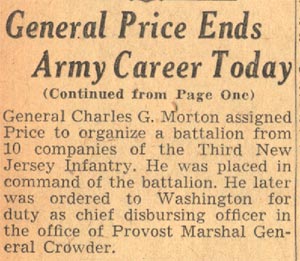 General Price Ends
Army Career Today
(Continued from Page One)
General Charles G. Morton assigned
Price to organize a battalion from
10 companies of the Third New
Jersey Infantry. He was placed in
command of the battalion. He later
was ordered to Washington for
duty as chief disbursing officer in
the office of Provost Marshal Gen-
eral Crowder.